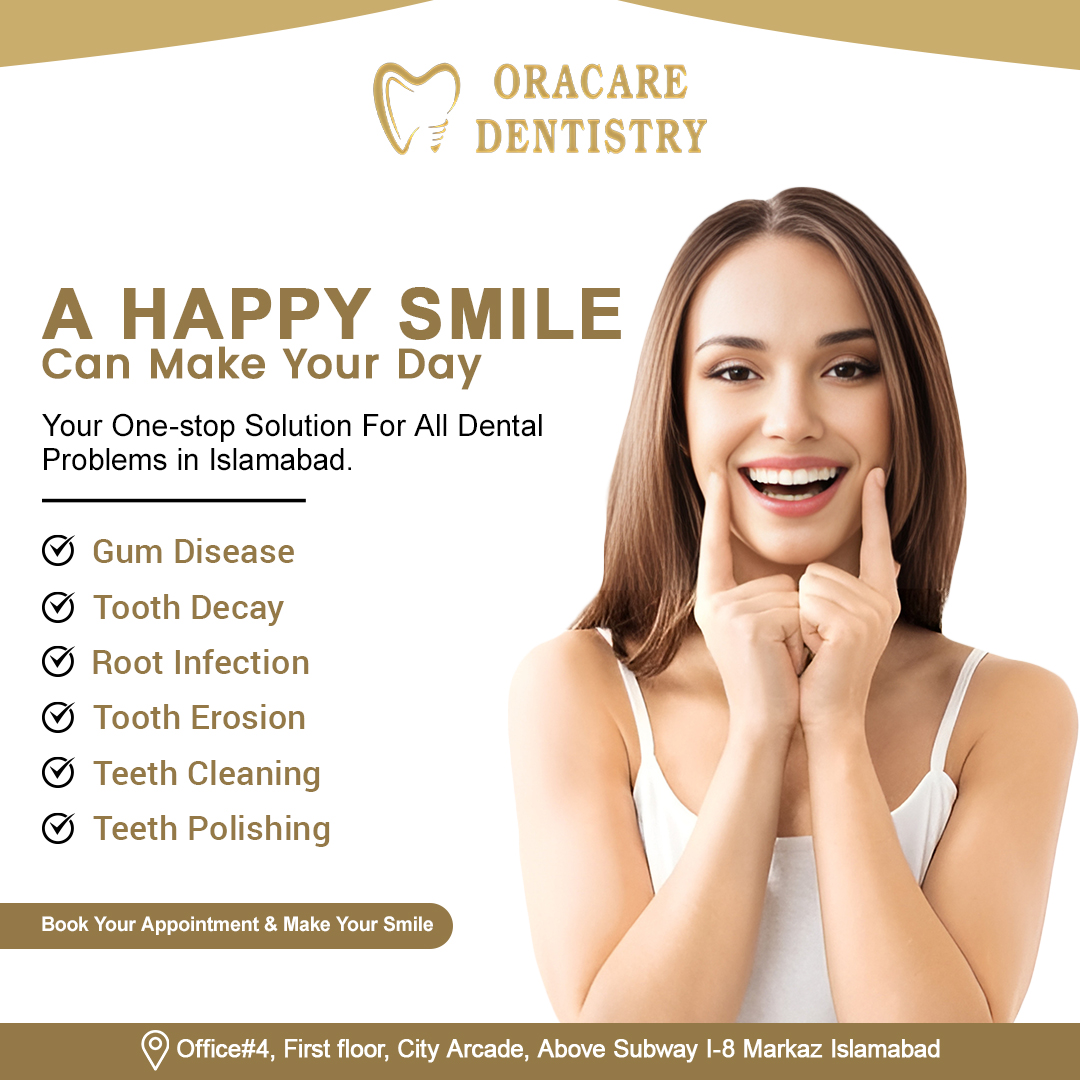 ORACARE
DENTISTRY
A HAPPY SMILE
Can Make Your Day
Your One-stop Solution For All Dental
Problems in Islamabad.
Gum Disease
Tooth Decay
Root Infection
Tooth Erosion
Teeth Cleaning
Teeth Polishing
Book Your Appointment & Make Your Smile
Office#4, First floor, City Arcade, Above Subway I-8 Markaz Islamabad